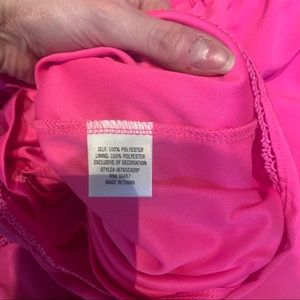 SELF: 100% POLYESTER
LINING: 100% POLYESTER
EXCLUSIVE OF DECORATION
MADE IN CHINA